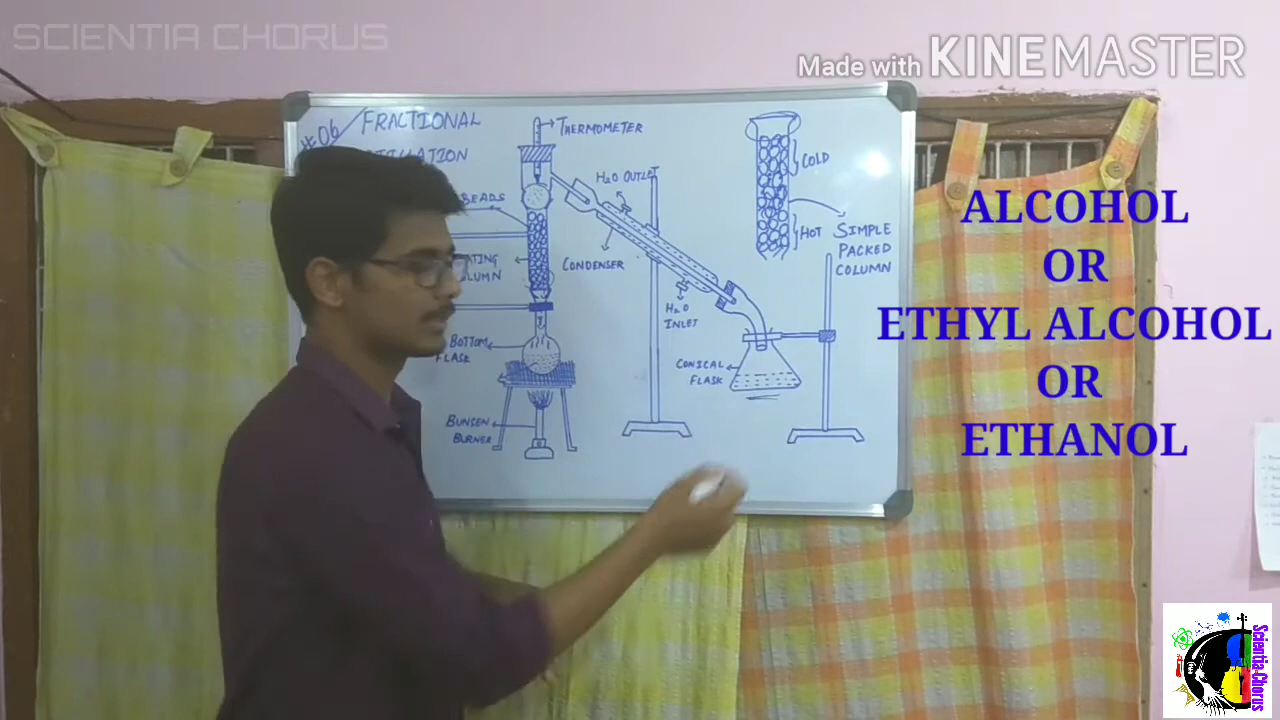 SCIENTIA CHORUS
Made with KINEMASTER
#06 FRACTIONAL
THERMOMETER
BEADS
H₂O OUTLET
CONDENSER
H₂O
INLET
BOTTOM
FLASK
BUNSEN
BURNER
CONICAL
FLASK
COLD
HOT
SIMPLE
PACKED
COLUMN
ALCOHOL
OR
ETHYL ALCOHOL
OR
ETHANOL
Scientia-Chorus